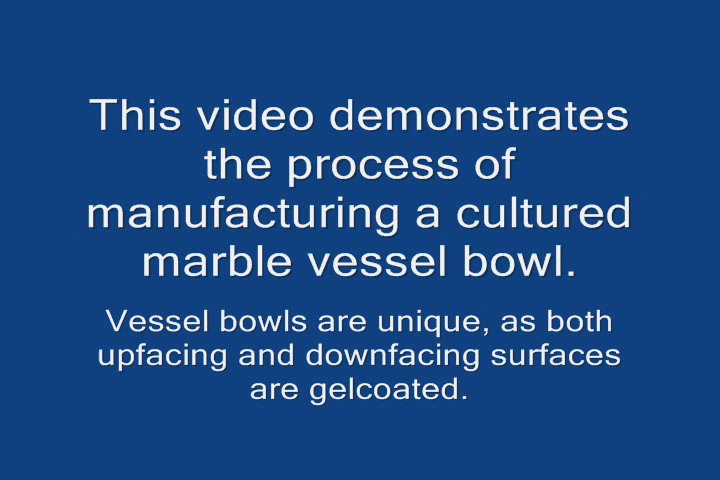 This video demonstrates
the process of
manufacturing a cultured
marble vessel bowl.
Vessel bowls are unique, as both
upfacing and downfacing surfaces
are gelcoated.